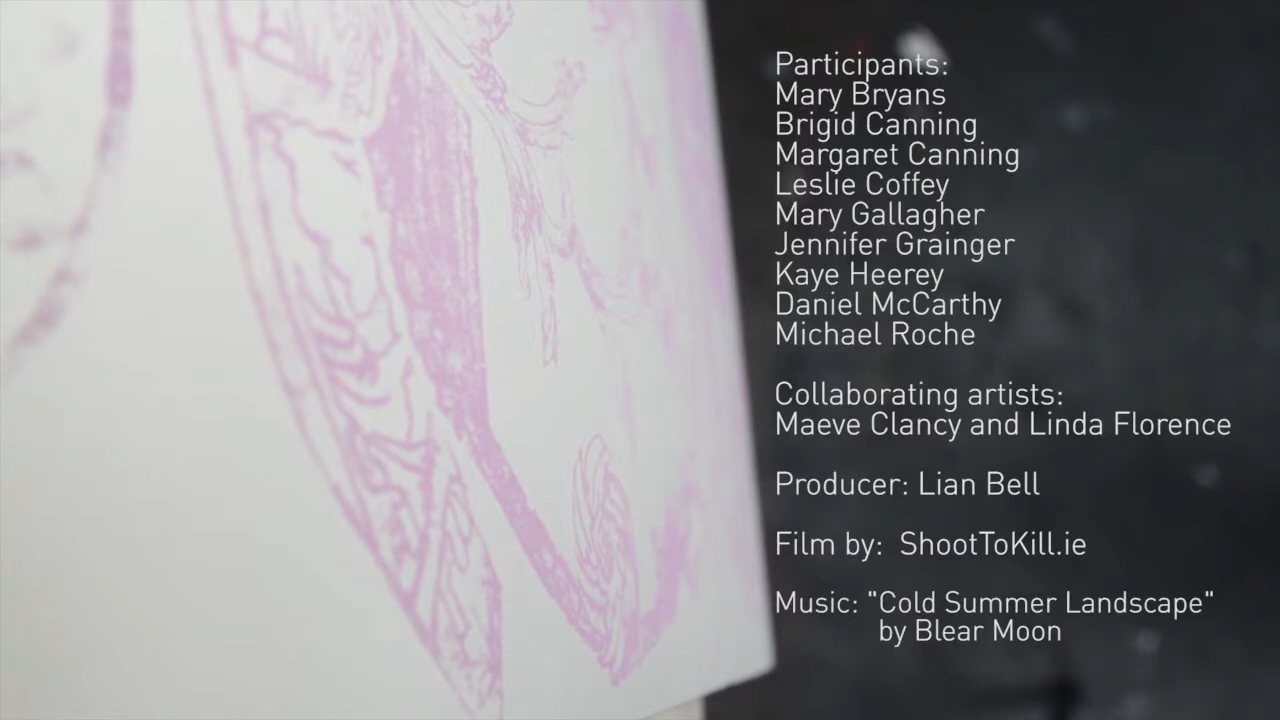 Participants:
Mary Bryans
Brigid Canning
Margaret Canning
Leslie Coffey
Mary Gallagher
Jennifer Grainger
Kaye Heerey
Daniel McCarthy
Michael Roche
Collaborating artists:
Maeve Clancy and Linda Florence
Producer: Lian Bell
Film by:  ShootToKill.ie
Music: "Cold Summer Landscape"
by Blear Moon